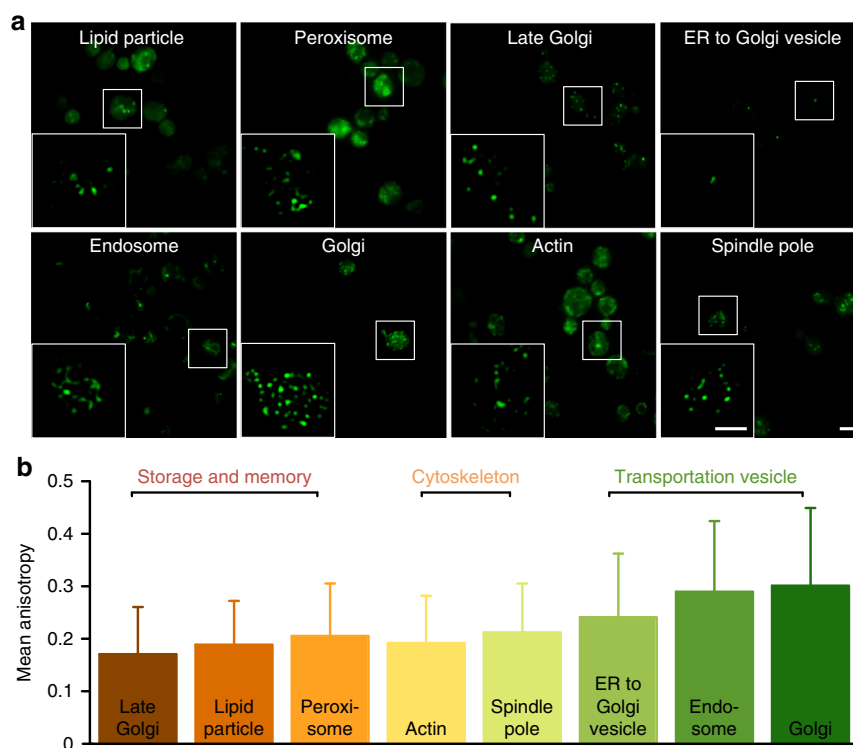 a
Lipid particle
Peroxisome
Late Golgi
ER to Golgi vesicle
Endosome
Golgi
Actin
Spindle pole
b
Storage and memory
Cytoskeleton
Transportation vesicle
Mean anisotropy
0.5
0.4
0.3
0.2
0.1
0
Late
Golgi
Lipid
particle
Peroxi-
some
Actin
Spindle
pole
ER to
Golgi
vesicle
Endo-
some
Golgi